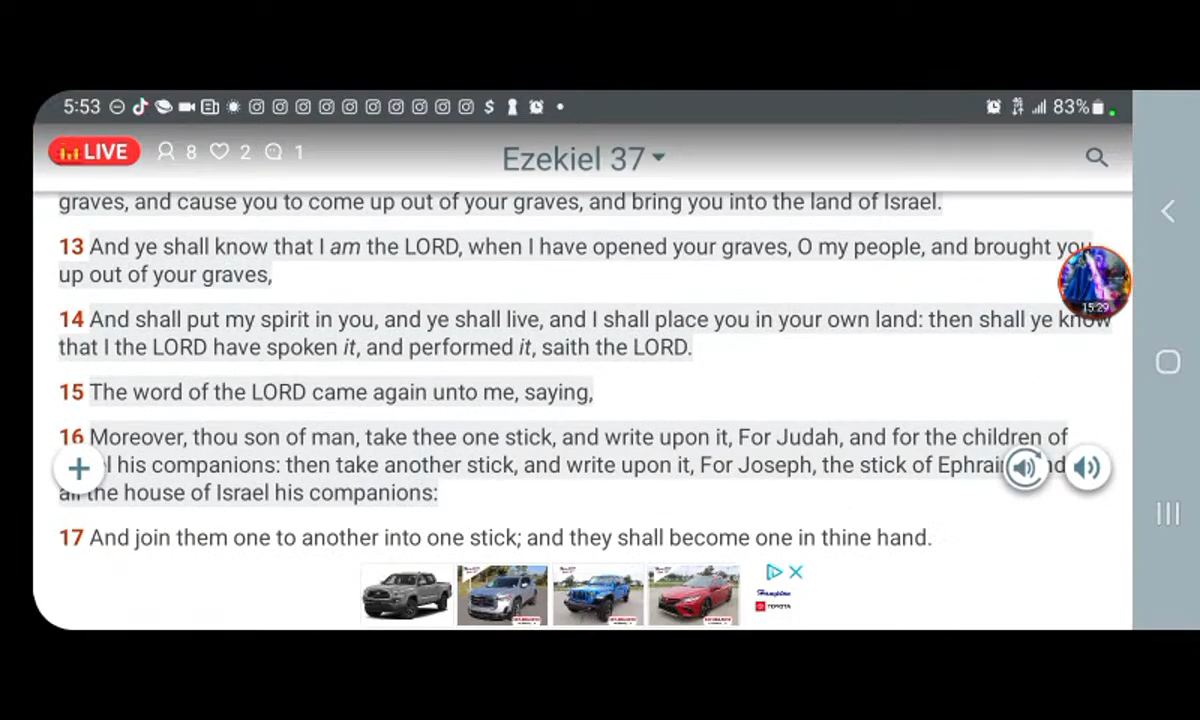 5:53 $ 83%
LIVE 8 2 1
Ezekiel 37
graves, and cause you to come up out of your graves, and bring you into the land of Israel.
13 And ye shall know that I am the LORD, when I have opened your graves, O my people, and brought you
up out of your graves,
15:29
14 And shall put my spirit in you, and ye shall live, and I shall place you in your own land: then shall ye know
that I the LORD have spoken it, and performed it, saith the LORD.
15 The word of the LORD came again unto me, saying,
16 Moreover, thou son of man, take thee one stick, and write upon it, For Judah, and for the children of
his companions: then take another stick, and write upon it, For Joseph, the stick of
all the house of Israel his companions:
17 And join them one to another into one stick; and they shall become one in thine hand.
TOYOTA